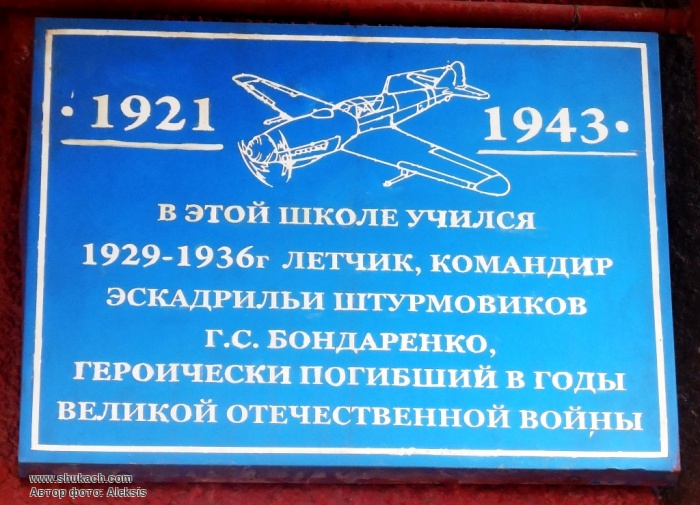 · 1921
1943 ·
В ЭТОЙ ШКОЛЕ УЧИЛСЯ
1929-1936г ЛЕТЧИК, КОМАНДИР
ЭСКАДРИЛЬИ ШТУРМОВИКОВ
Г.С. БОНДАРЕНКО,
ГЕРОИЧЕСКИ ПОГИБШИЙ В ГОДЫ
ВЕЛИКОЙ ОТЕЧЕСТВЕННОЙ ВОЙНЫ
www.shukach.com
Автор фото: Aleksis